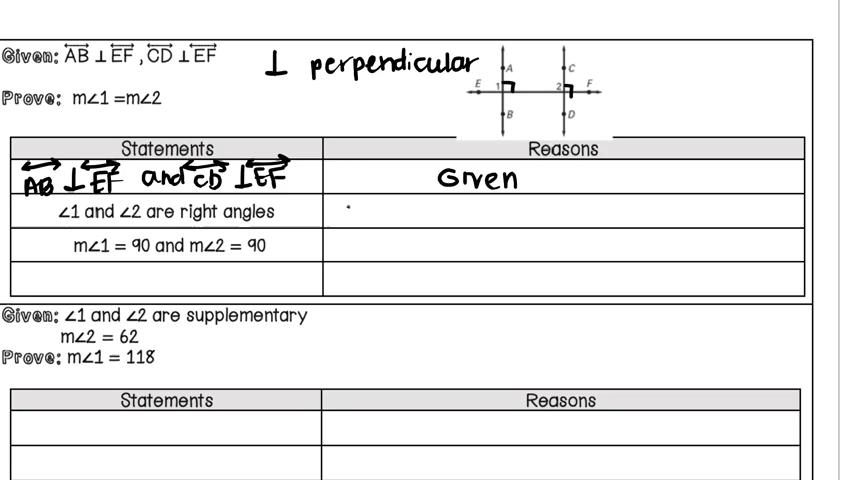 Given: AB ⊥ EF , CD ⊥ EF
⊥ perpendicular
Prove: m∠1 =m∠2
A
C
E
1
2
F
B
D
Statements
Reasons
AB ⊥ EF and CD ⊥ EF
Given
∠1 and ∠2 are right angles
m∠1 = 90 and m∠2 = 90
Given: ∠1 and ∠2 are supplementary
m∠2 = 62
Prove: m∠1 = 118
Statements
Reasons